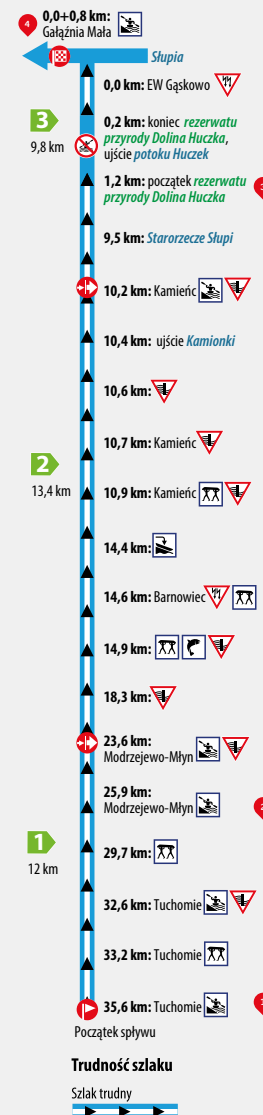 4
0,0+0,8 km:
Gałąźnia Mała
Słupia
0,0 km: EW Gąskowo
3
9,8 km
0,2 km: koniec rezerwatu
przyrody Dolina Huczka,
ujście potoku Huczek
1,2 km: początek rezerwatu
przyrody Dolina Huczka
9,5 km: Starorzecze Słupi
10,2 km: Kamieńc
10,4 km: ujście Kamionki
10,6 km:
10,7 km: Kamieńc
2
13,4 km
10,9 km: Kamieńc
14,4 km:
14,6 km: Barnowiec
14,9 km:
18,3 km:
23,6 km:
Modrzejewo-Młyn
25,9 km:
Modrzejewo-Młyn
1
12 km
29,7 km:
32,6 km: Tuchomie
33,2 km: Tuchomie
35,6 km: Tuchomie
Początek spływu
Trudność szlaku
Szlak trudny